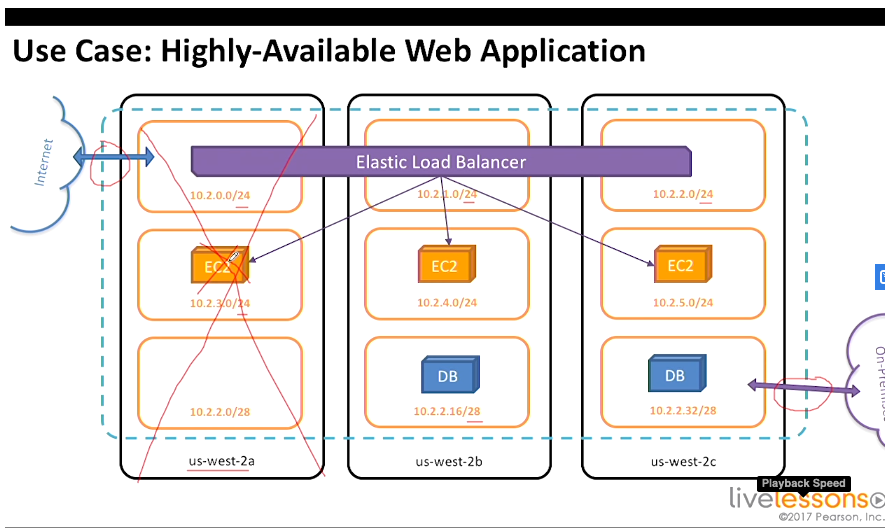 Use Case: Highly-Available Web Application
Internet
Elastic Load Balancer
10.2.0.0/24
10.2.1.0/24
10.2.2.0/24
EC2
EC2
EC2
10.2.3.0/24
10.2.4.0/24
10.2.5.0/24
DB
DB
10.2.2.0/28
10.2.2.16/28
10.2.2.32/28
us-west-2a
us-west-2b
us-west-2c
Playback Speed
livelessons
©2017 Pearson, Inc.